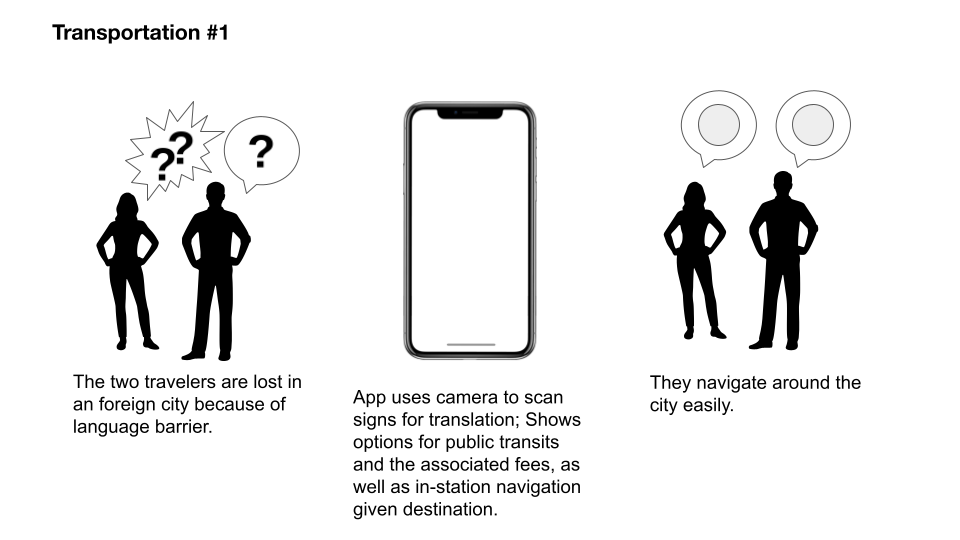 Transportation #1
??
?
The two travelers are lost in
an foreign city because of
language barrier.
App uses camera to scan
signs for translation; Shows
options for public transits
and the associated fees, as
well as in-station navigation
given destination.
They navigate around the
city easily.